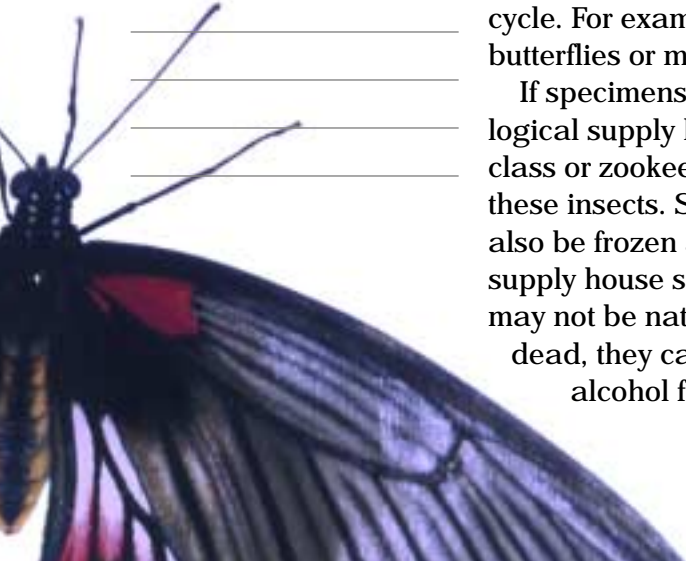 cycle. For exam
butterflies or m
If specimens
logical supply
class or zookee
these insects. S
also be frozen
supply house s
may not be nat
dead, they ca
alcohol f